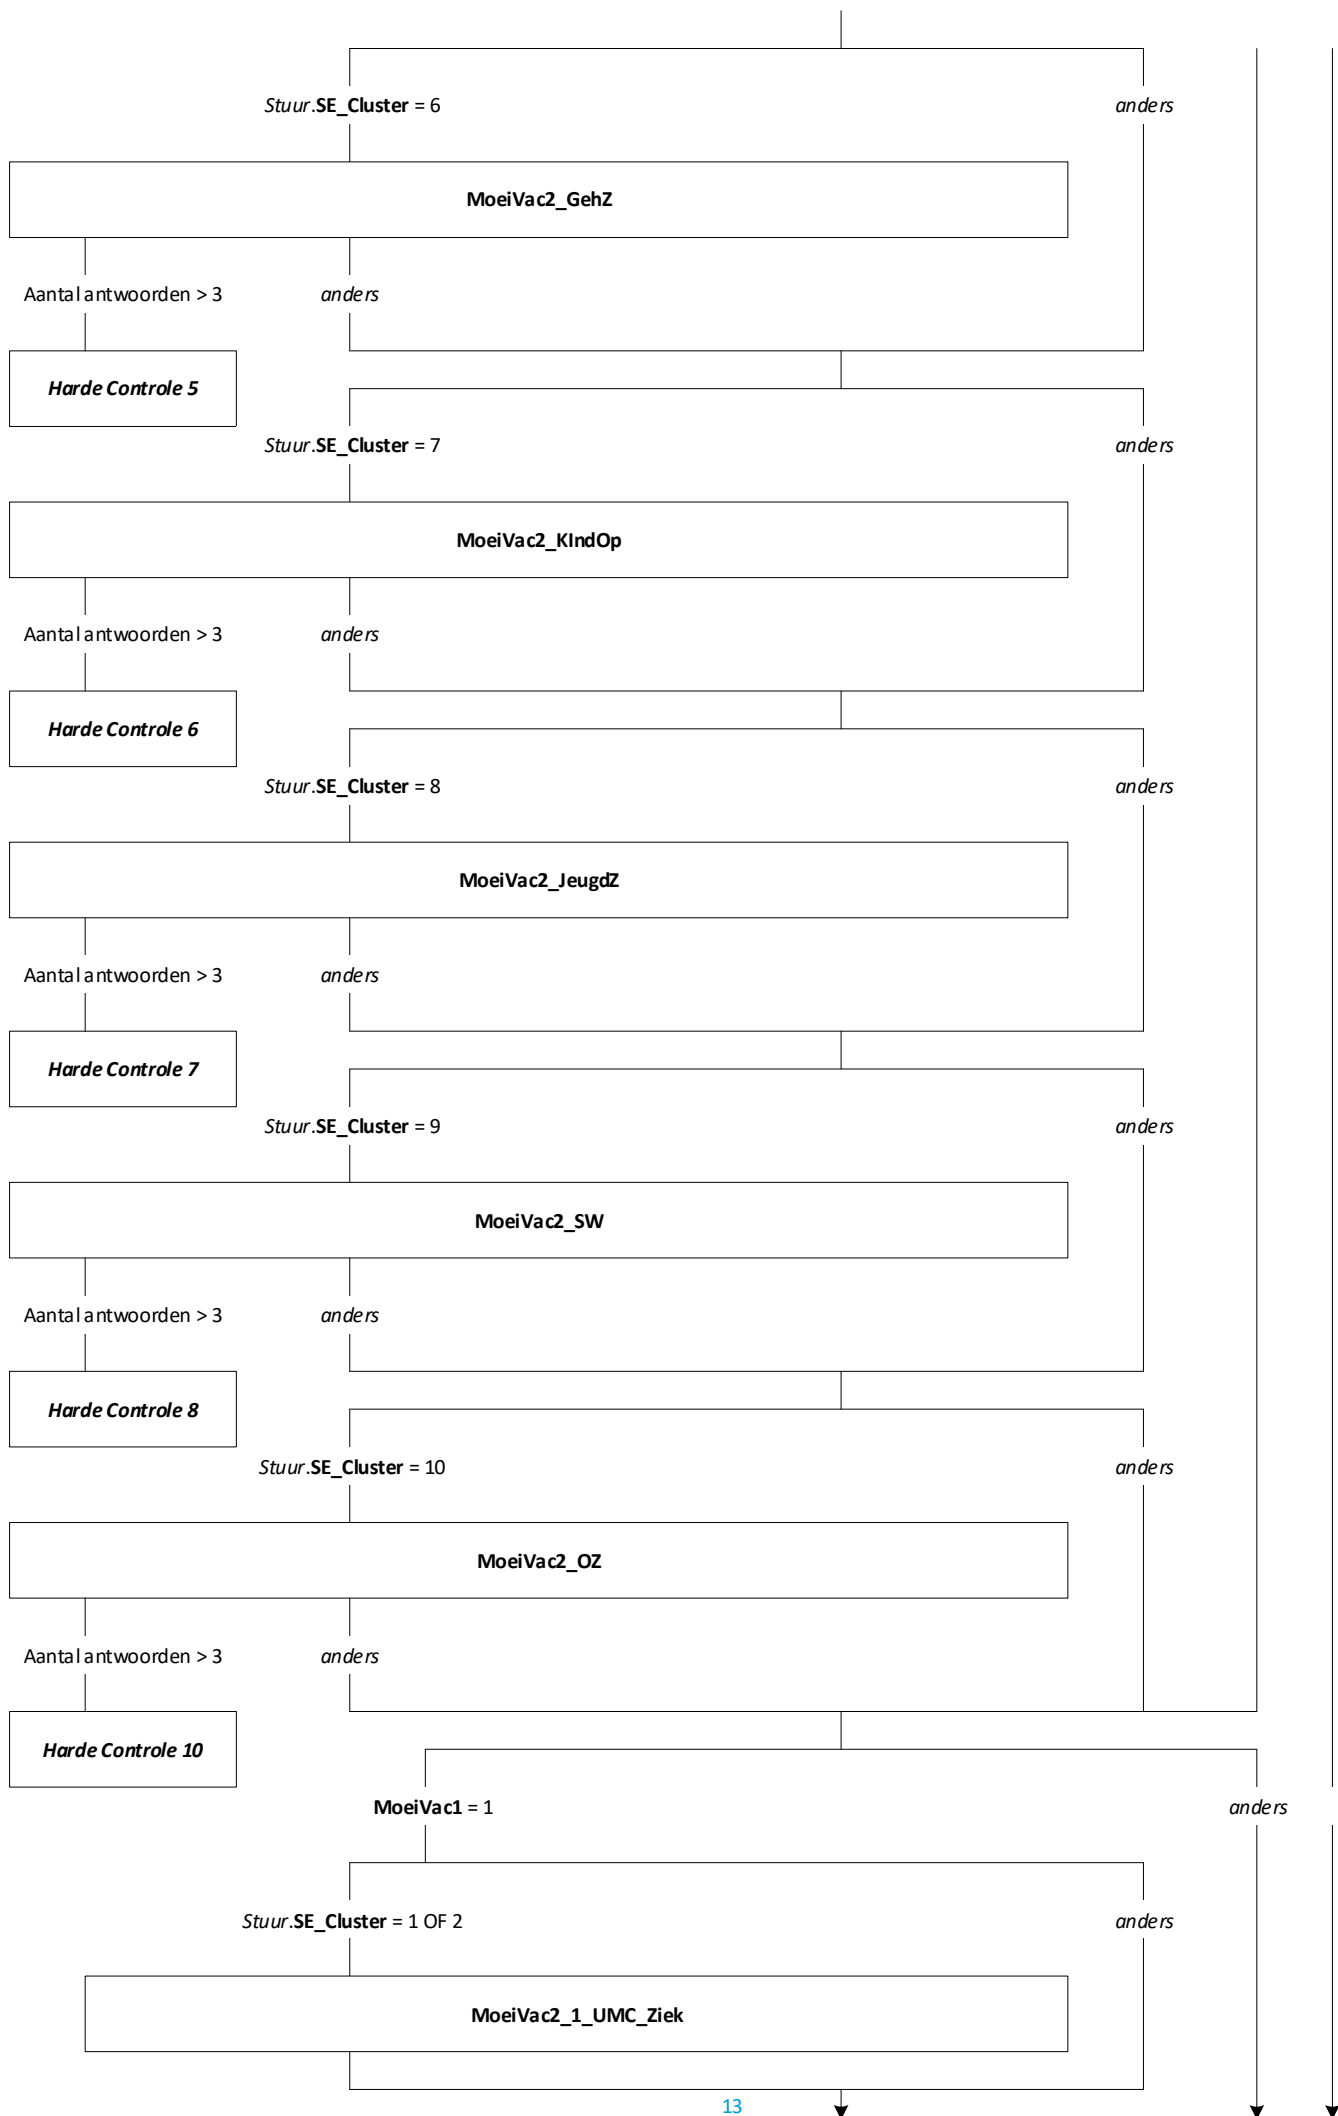 Stuur.SE_Cluster = 6
anders
MoeiVac2_GehZ
Aantal antwoorden > 3
anders
Harde Controle 5
Stuur.SE_Cluster = 7
anders
MoeiVac2_KIndOp
Aantal antwoorden > 3
anders
Harde Controle 6
Stuur.SE_Cluster = 8
anders
MoeiVac2_JeugdZ
Aantal antwoorden > 3
anders
Harde Controle 7
Stuur.SE_Cluster = 9
anders
MoeiVac2_SW
Aantal antwoorden > 3
anders
Harde Controle 8
Stuur.SE_Cluster = 10
anders
MoeiVac2_OZ
Aantal antwoorden > 3
anders
Harde Controle 10
MoeiVac1 = 1
anders
Stuur.SE_Cluster = 1 OF 2
anders
MoeiVac2_1_UMC_Ziek
13